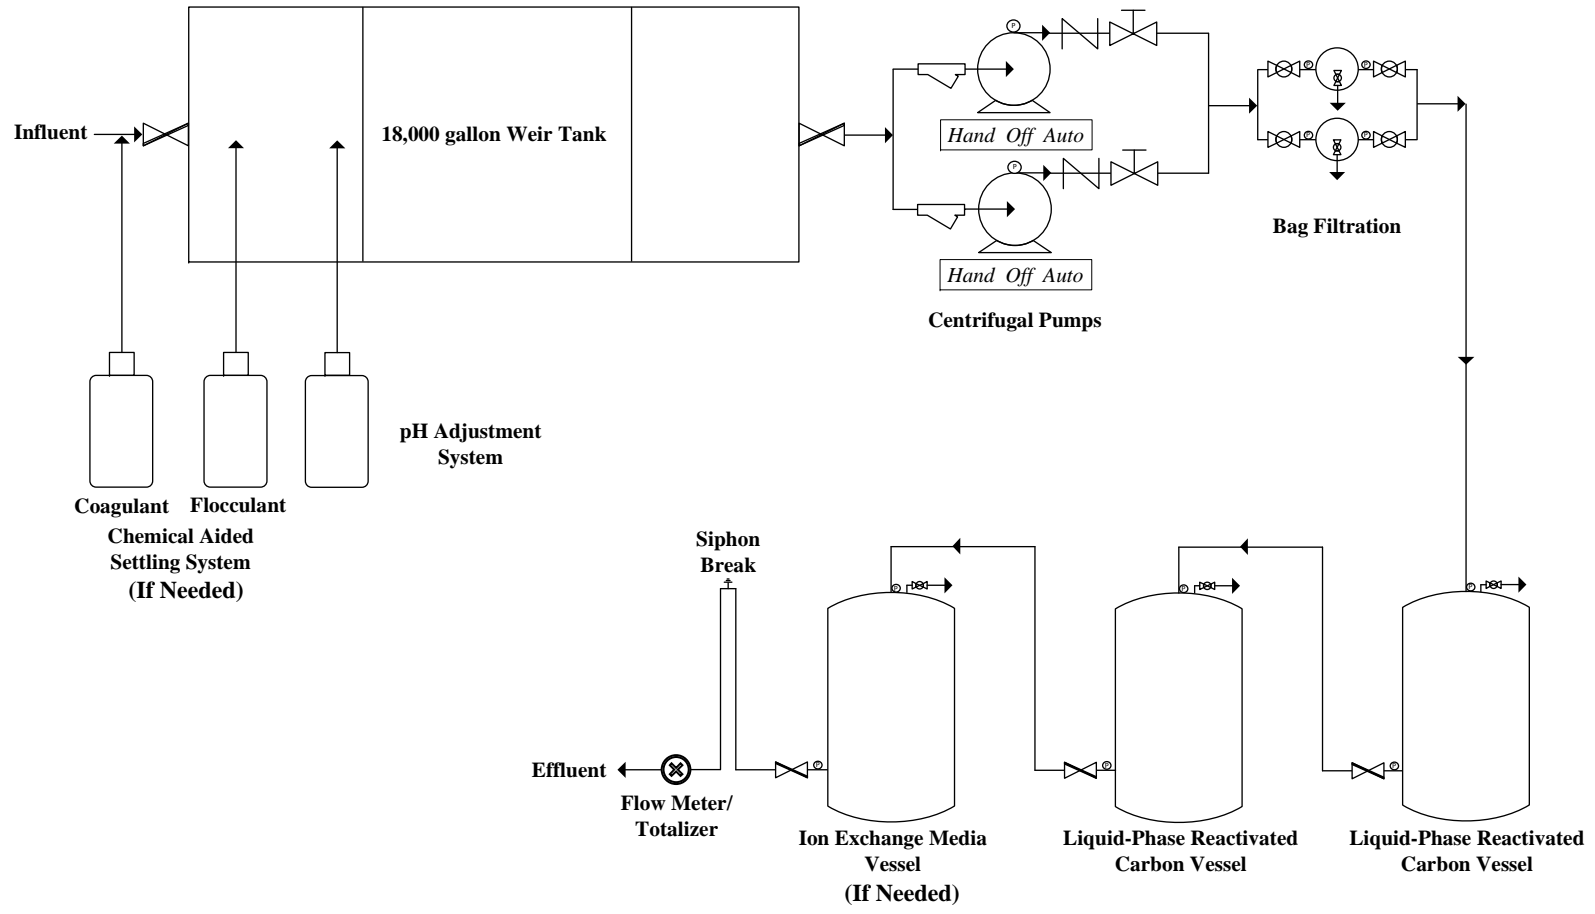 Influent
18,000 gallon Weir Tank
P
Hand Off Auto
P
Hand Off Auto
Centrifugal Pumps
P
P
P
P
Bag Filtration
pH Adjustment
System
Coagulant
Flocculant
Chemical Aided
Settling System
(If Needed)
Siphon
Break
P
P
P
Effluent
P
P
P
Flow Meter/
Totalizer
Ion Exchange Media
Vessel
(If Needed)
Liquid-Phase Reactivated
Carbon Vessel
Liquid-Phase Reactivated
Carbon Vessel